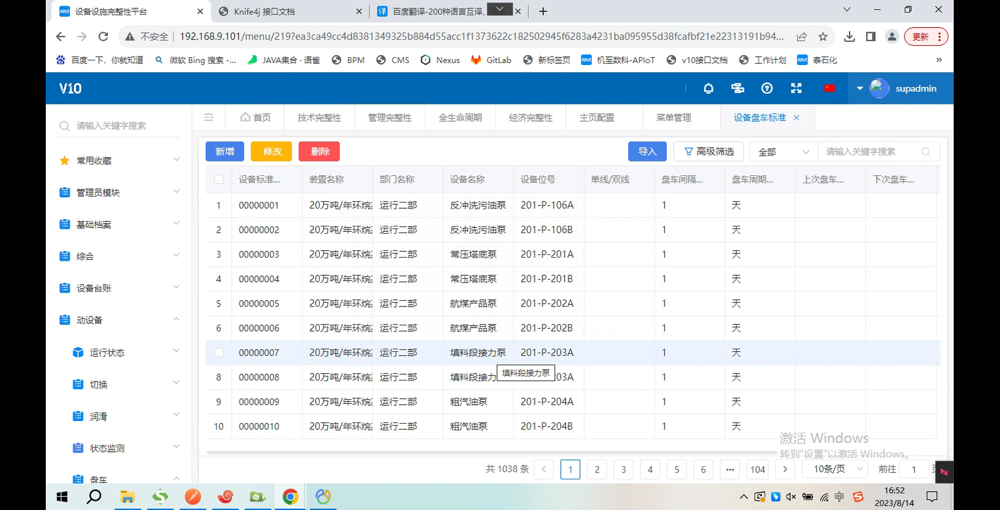 设备设施完整性平台
Knife4j 接口文档
百度翻译-200种语言互译、
不安全 192.168.9.101/menu/219?ea3ca49cc4d8381349325b884d55acc1f1373622c182502945f6283a4231ba095955d38fcafbf21e22313191b94... 更新
百度一下，你就知道 微软 Bing 搜索 -... JAVA集合 · 语雀 BPM CMS Nexus GitLab 新标签页 机至数科-APIoT v10接口文档 工作计划 泰石化 »
V10 supadmin
请输入关键字搜索
常用收藏
管理员模块
基础档案
综合
设备台账
动设备
运行状态
切换
润滑
状态监测
盘车
首页 技术完整性 管理完整性 全生命周期 经济完整性 主页配置 菜单管理 设备盘车标准
新增 修改 删除 导入 高级筛选 全部 请输入关键字搜索
设备标准... 装置名称 部门名称 设备名称 设备位号 单线/双线 盘车间隔... 盘车周期... 上次盘车... 下次盘车...
1 00000001 20万吨/年环烷 运行二部 反冲洗污油泵 201-P-106A 1 天
2 00000002 20万吨/年环烷 运行二部 反冲洗污油泵 201-P-106B 1 天
3 00000003 20万吨/年环烷 运行二部 常压塔底泵 201-P-201A 1 天
4 00000004 20万吨/年环烷 运行二部 常压塔底泵 201-P-201B 1 天
5 00000005 20万吨/年环烷 运行二部 航煤产品泵 201-P-202A 1 天
6 00000006 20万吨/年环烷 运行二部 航煤产品泵 201-P-202B 1 天
00000007 20万吨/年环烷 运行二部 填料段接力泵 201-P-203A 1 天
填料段接力泵
8 00000008 20万吨/年环烷 运行二部 填料段接力 03A 1 天
9 00000009 20万吨/年环烷 运行二部 粗汽油泵 201-P-204A 1 天
10 00000010 20万吨/年环烷 运行二部 粗汽油泵 201-P-204B 1 天
激活 Windows
转到"设置"以激活 Windows。
共 1038 条 1 2 3 4 5 6 ••• 104 10条/页 前往 1
中 16:52
2023/8/14